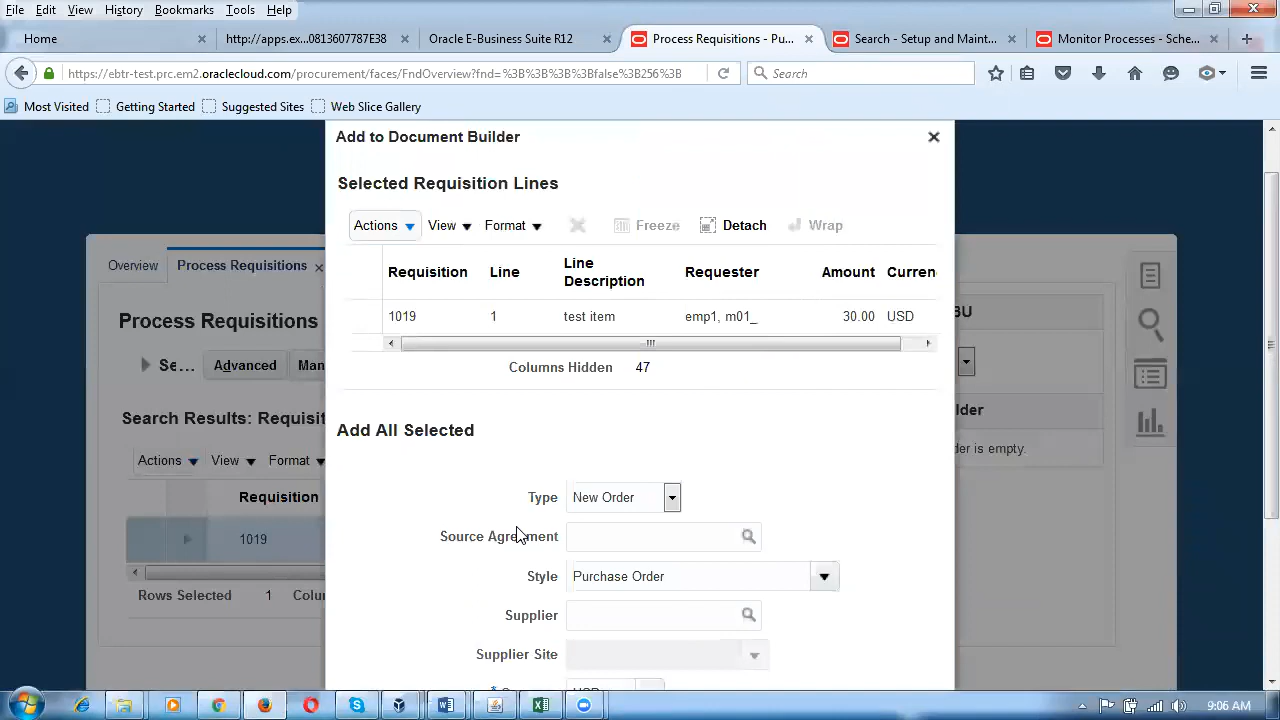 File Edit View History Bookmarks Tools Help
Home http://apps.ex...0813607787E38 Oracle E-Business Suite R12 Process Requisitions - Pu... Search - Setup and Maint... Monitor Processes - Sche...
https://ebtr-test.prc.em2.oraclecloud.com/procurement/faces/FndOverview?fnd=%3B%3B%3B%3Bfalse%3B256%3B Search
Most Visited Getting Started Suggested Sites Web Slice Gallery
Add to Document Builder
Selected Requisition Lines
Actions View Format Freeze Detach Wrap
Requisition Line Line Description Requester Amount Curren
1019 1 test item emp1, m01_ 30.00 USD
Columns Hidden 47
Add All Selected
Type New Order
Source Agreement
Style Purchase Order
Supplier
Supplier Site
Overview Process Requisitions
Process Requisitions
Se... Advanced Man
Search Results: Requisit
Actions View Format
Requisition
1019
Rows Selected 1 Colu
BU
lder
der is empty.
9:06 AM